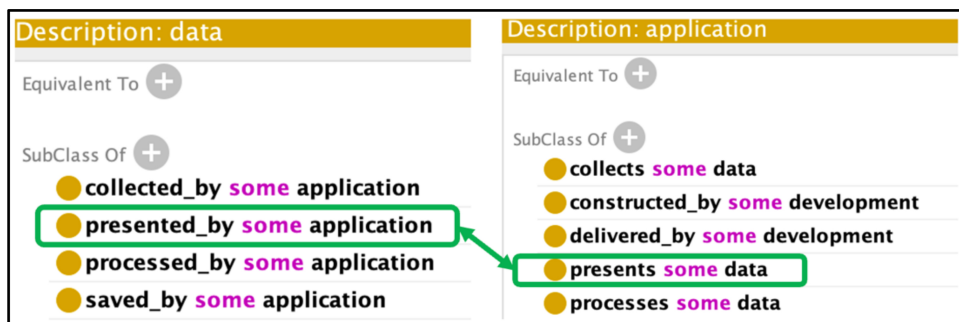 Description: data
Equivalent To +
SubClass Of +
collected_by some application
presented_by some application
processed_by some application
saved_by some application
Description: application
Equivalent To +
SubClass Of +
collects some data
constructed_by some development
delivered_by some development
presents some data
processes some data